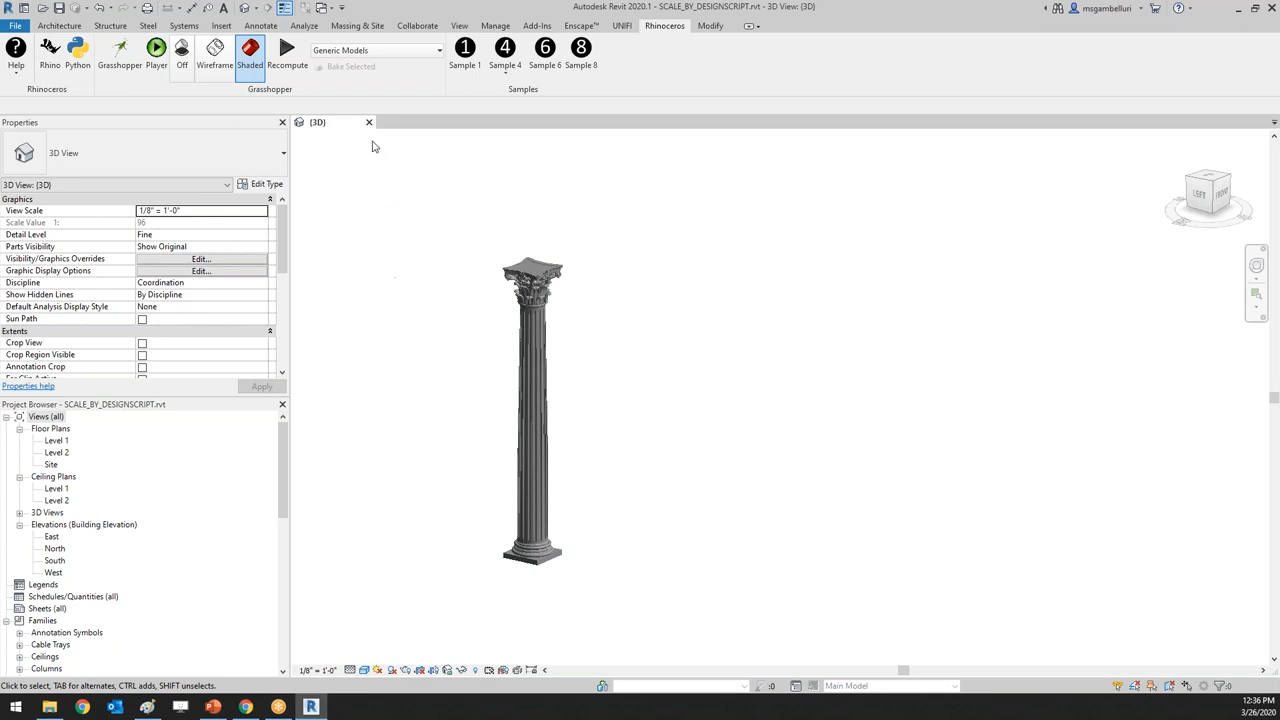 Autodesk Revit 2020.1 - SCALE_BY_DESIGNSCRIPT.rvt - 3D View: {3D}
msgambelluri
File
Architecture
Structure
Steel
Systems
Insert
Annotate
Analyze
Massing & Site
Collaborate
View
Manage
Add-Ins
Enscape™
UNIFI
Rhinoceros
Modify
Help
Rhino
Python
Grasshopper
Player
Off
Wireframe
Shaded
Recompute
Generic Models
Bake Selected
1
4
6
8
Sample 1
Sample 4
Sample 6
Sample 8
Rhinoceros
Grasshopper
Samples
Properties
{3D}
3D View
3D View: {3D}
Edit Type
Graphics
View Scale 1/8" = 1'-0"
Scale Value 1: 96
Detail Level Fine
Parts Visibility Show Original
Visibility/Graphics Overrides Edit...
Graphic Display Options Edit...
Discipline Coordination
Show Hidden Lines By Discipline
Default Analysis Display Style None
Sun Path
Extents
Crop View
Crop Region Visible
Annotation Crop
Properties help
Apply
Project Browser - SCALE_BY_DESIGNSCRIPT.rvt
Views (all)
Floor Plans
Level 1
Level 2
Site
Ceiling Plans
Level 1
Level 2
3D Views
Elevations (Building Elevation)
East
North
South
West
Legends
Schedules/Quantities (all)
Sheets (all)
Families
Annotation Symbols
Cable Trays
Ceilings
Columns
LEFT
FRONT
1/8" = 1'-0"
Click to select, TAB for alternates, CTRL adds, SHIFT unselects.
:0
Main Model
:0
12:36 PM
3/26/2020